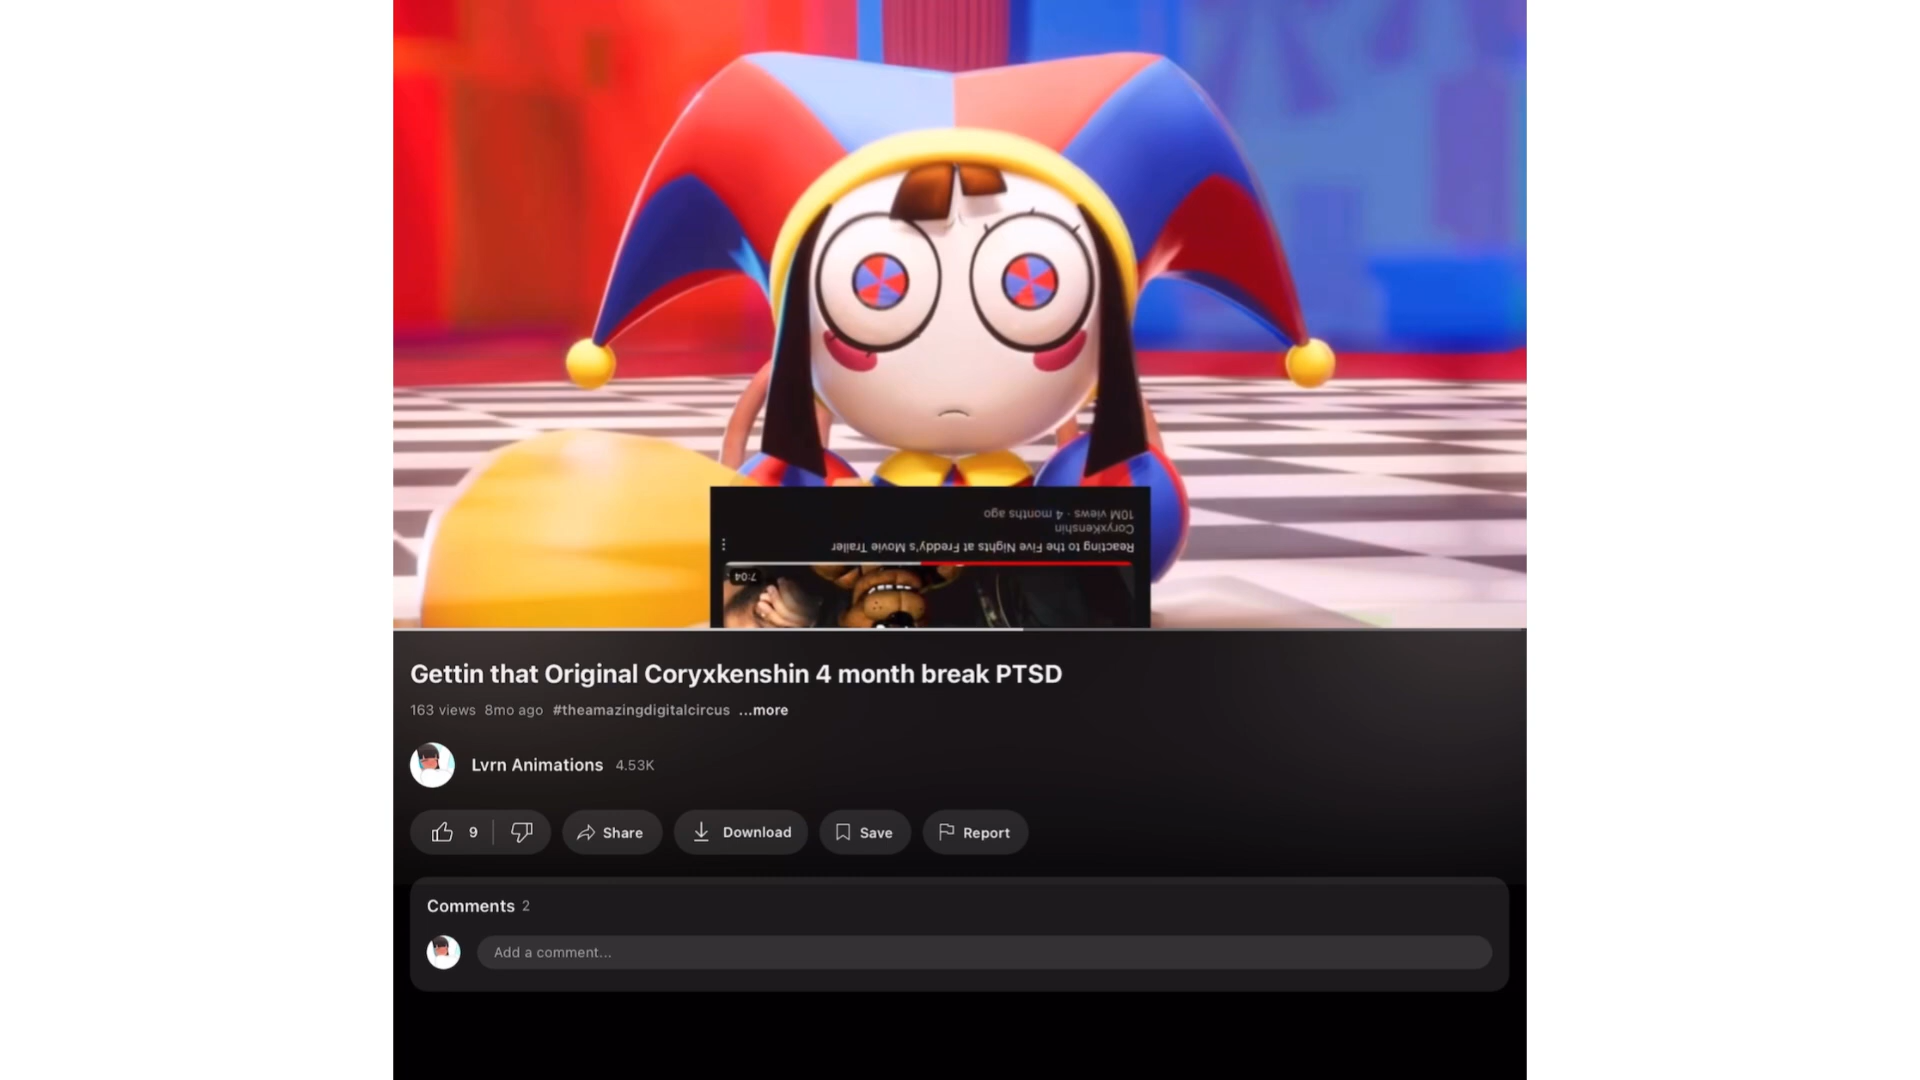 10M views · 4 months ago
CoryxKenshin
Reacting to the Five Nights at Freddy's Movie Trailer
7:04
Gettin that Original Coryxkenshin 4 month break PTSD
163 views 8mo ago #theamazingdigitalcircus ...more
Lvrn Animations 4.53K
9 Share Download Save Report
Comments 2
Add a comment...